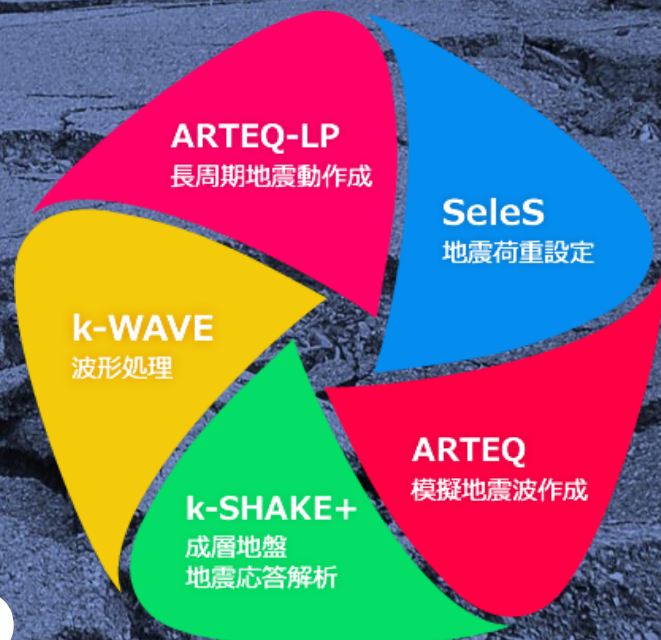 ARTEQ-LP
長周期地震動作成
SeleS
地震荷重設定
k-WAVE
波形処理
ARTEQ
模擬地震波作成
k-SHAKE+
成層地盤
地震応答解析